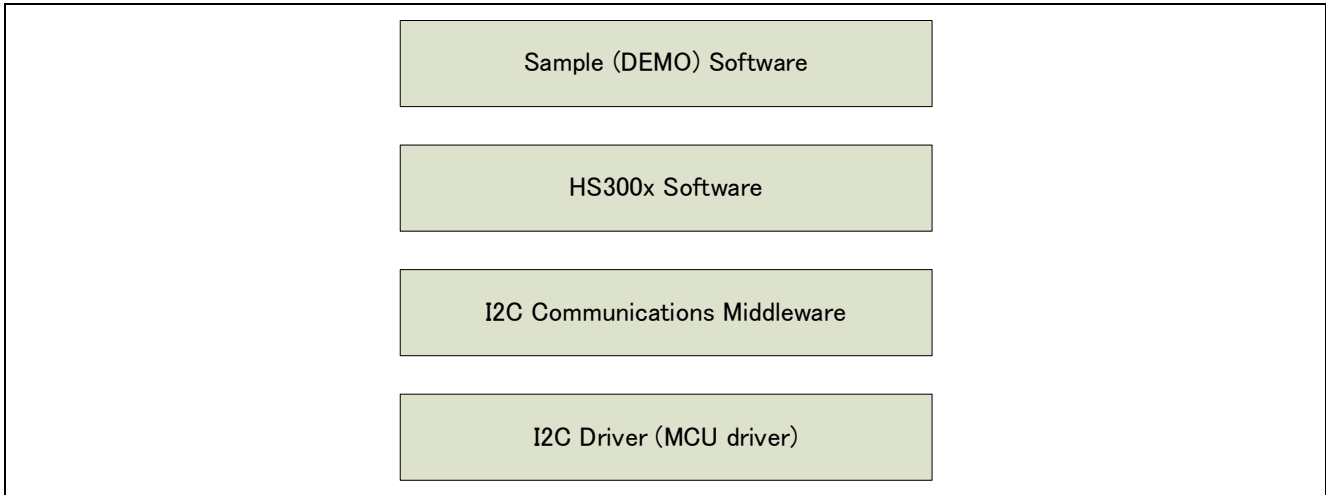 Sample (DEMO) Software
HS300x Software
I2C Communications Middleware
I2C Driver (MCU driver)